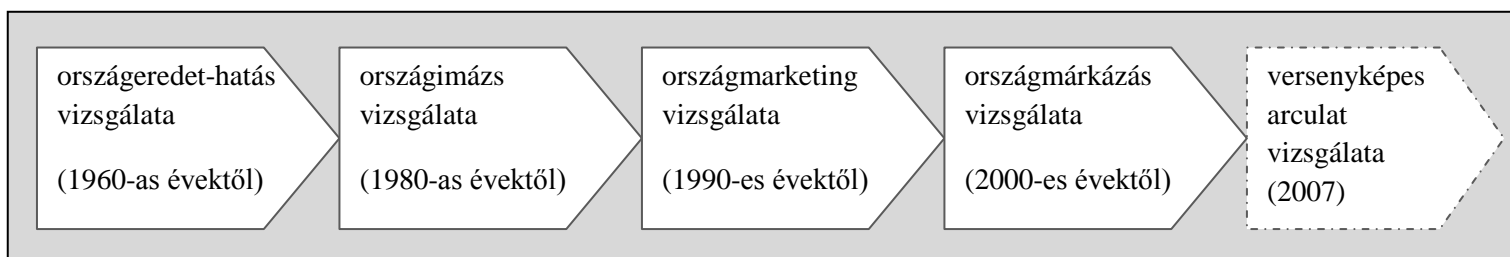 országeredet-hatás
vizsgálata
(1960-as évektől)
országimázs
vizsgálata
(1980-as évektől)
országmarketing
vizsgálata
(1990-es évektől)
országmárkázás
vizsgálata
(2000-es évektől)
versenyképes
arculat
vizsgálata
(2007)